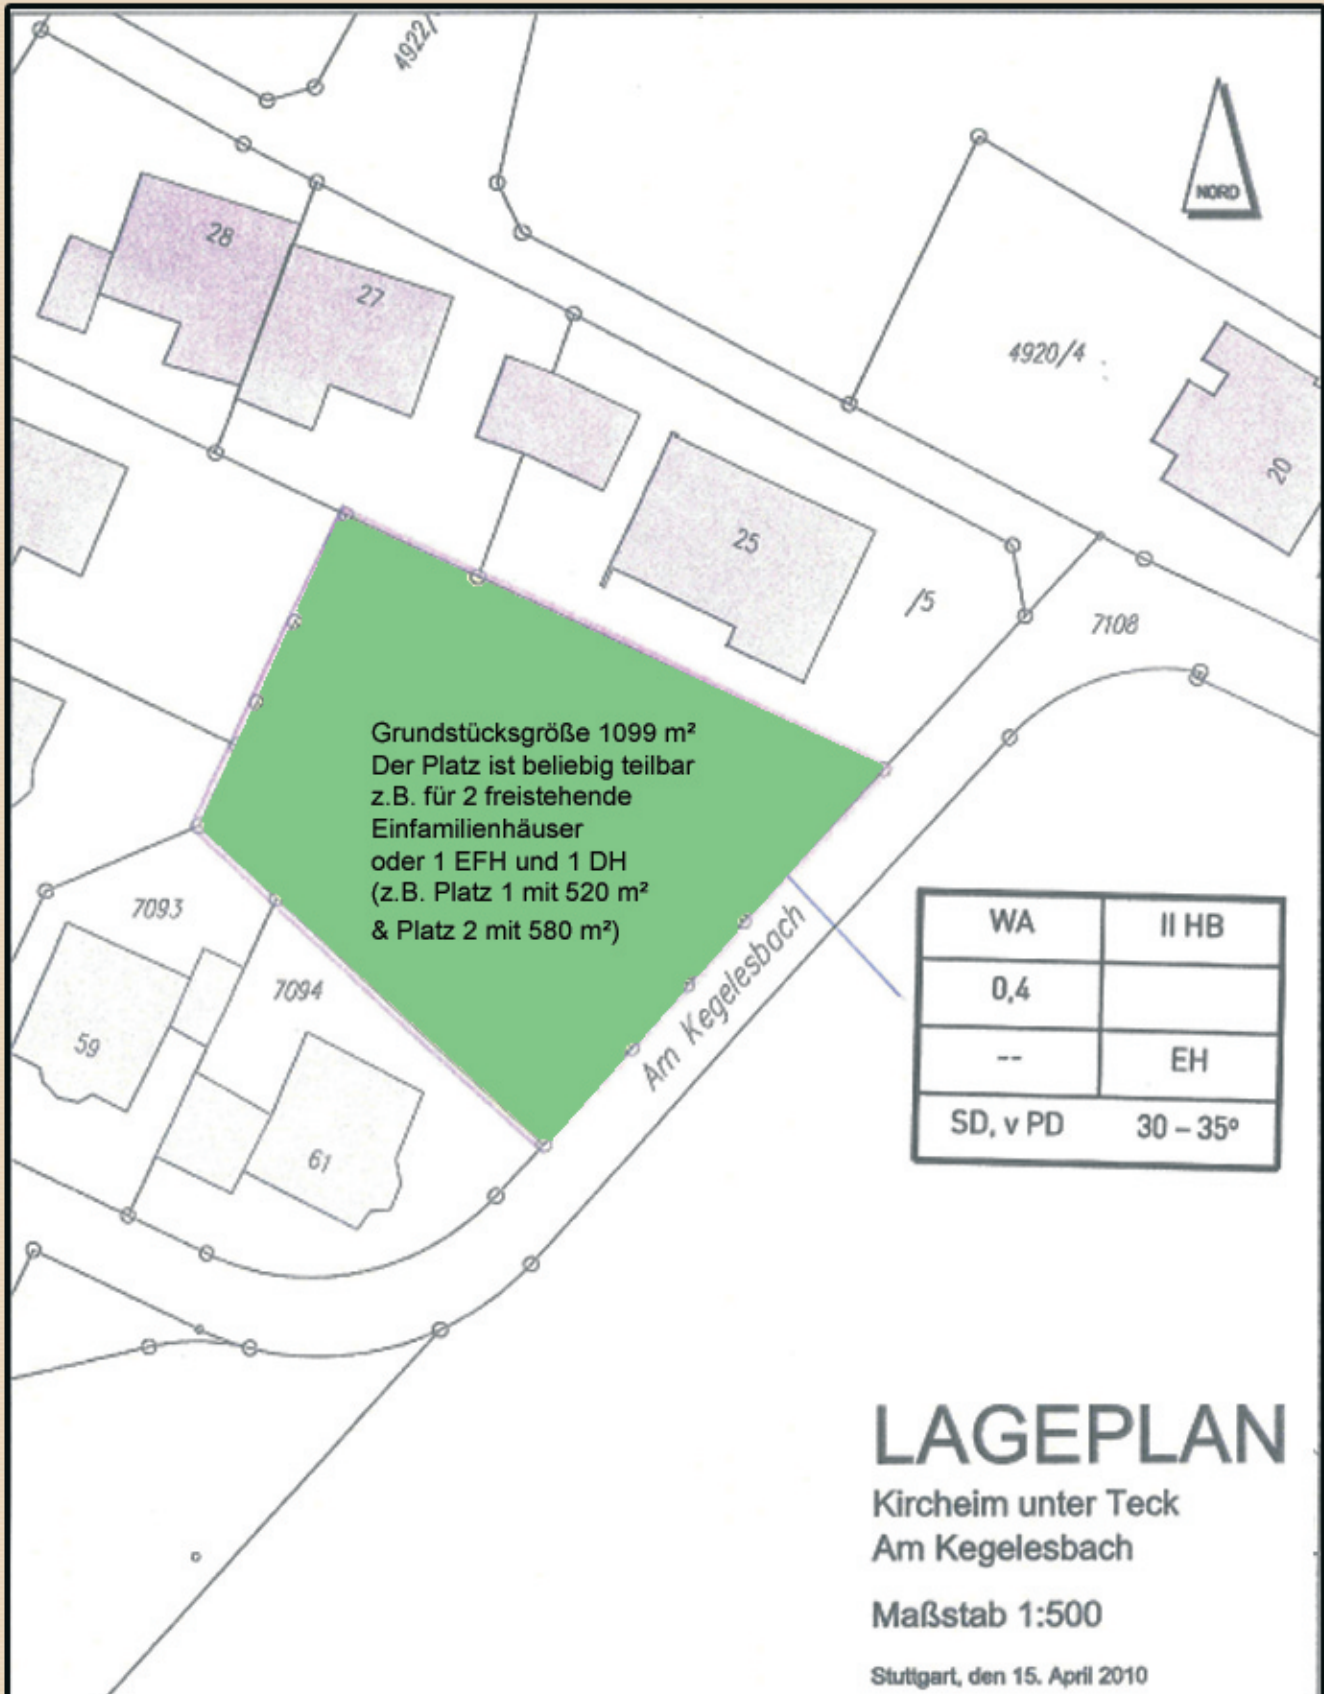 4922/
NORD
28
27
4920/4
20
25
/5
7108
Grundstücksgröße 1099 m²
Der Platz ist beliebig teilbar
z.B. für 2 freistehende
Einfamilienhäuser
oder 1 EFH und 1 DH
(z.B. Platz 1 mit 520 m²
& Platz 2 mit 580 m²)
7093
7094
59
61
Am Kegelesbach
WA II HB
0,4
-- EH
SD, v PD 30 – 35°
LAGEPLAN
Kircheim unter Teck
Am Kegelesbach
Maßstab 1:500
Stuttgart, den 15. April 2010